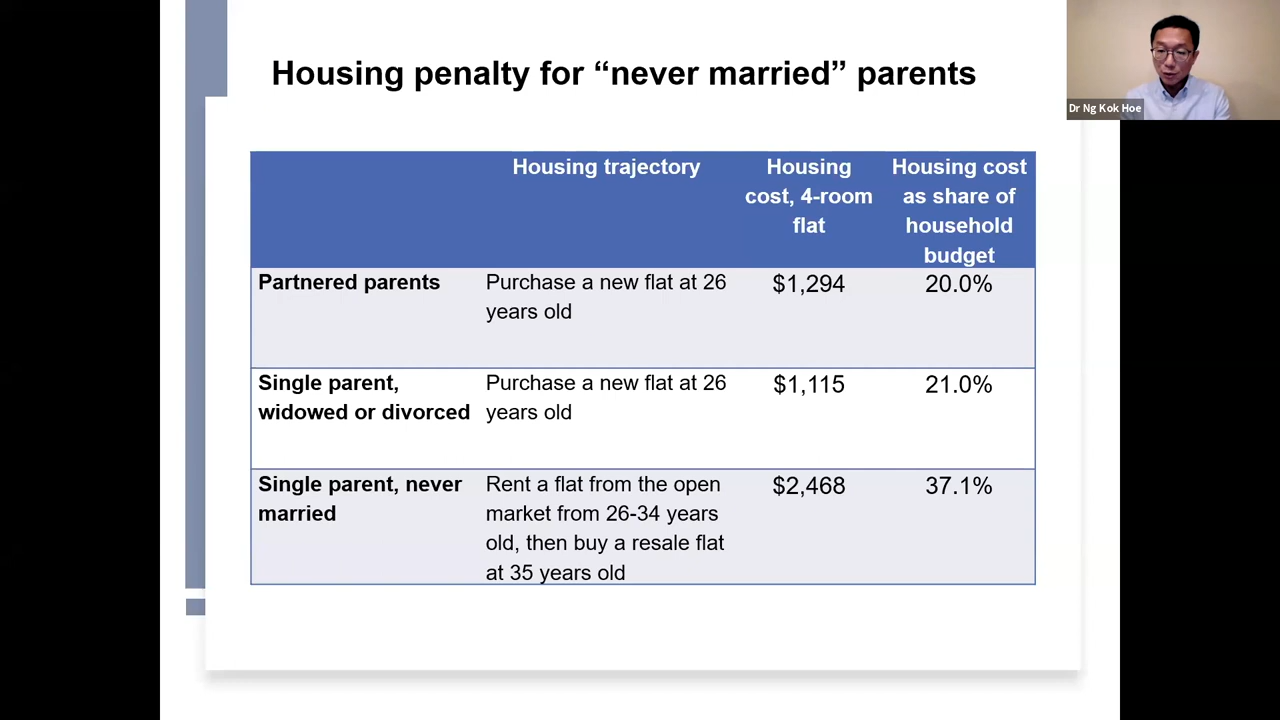 Housing penalty for “never married” parents
Dr Ng Kok Hoe
Housing trajectory
Housing
cost, 4-room
flat
Housing cost
as share of
household
budget
Partnered parents
Purchase a new flat at 26
years old
$1,294
20.0%
Single parent,
widowed or divorced
Purchase a new flat at 26
years old
$1,115
21.0%
Single parent, never
married
Rent a flat from the open
market from 26-34 years
old, then buy a resale flat
at 35 years old
$2,468
37.1%